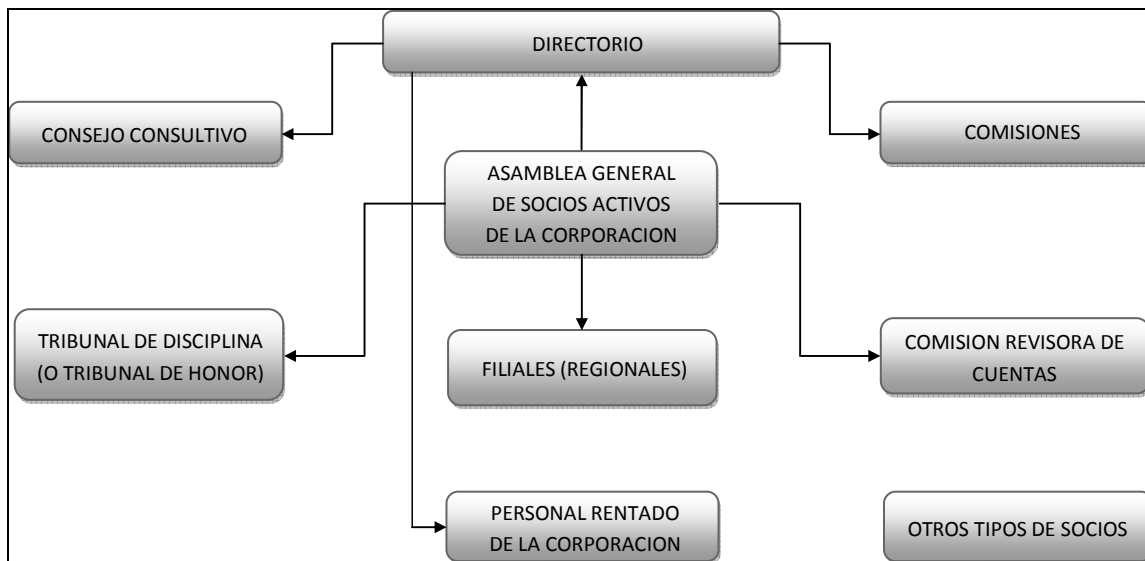 DIRECTORIO
CONSEJO CONSULTIVO
COMISIONES
ASAMBLEA GENERAL
DE SOCIOS ACTIVOS
DE LA CORPORACION
TRIBUNAL DE DISCIPLINA
(O TRIBUNAL DE HONOR)
FILIALES (REGIONALES)
COMISION REVISORA DE
CUENTAS
PERSONAL RENTADO
DE LA CORPORACION
OTROS TIPOS DE SOCIOS